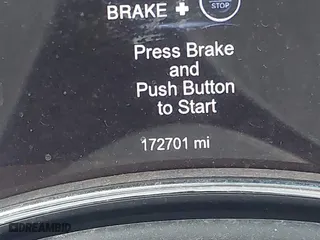 BRAKE +
STOP
Press Brake
and
Push Button
to Start
172701 mi
DREAMBID